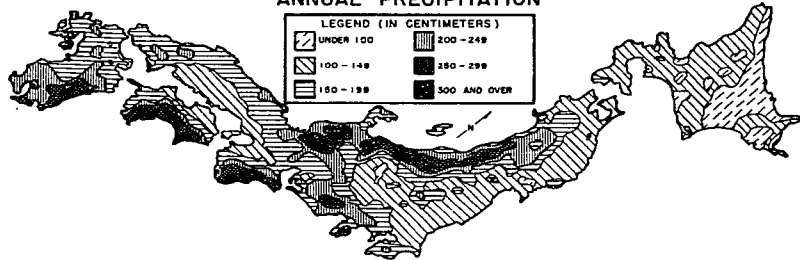 ANNUAL PRECIPITATION
LEGEND (IN CENTIMETERS)
UNDER 100
200-249
100-149
250-299
150-199
300 AND OVER
N